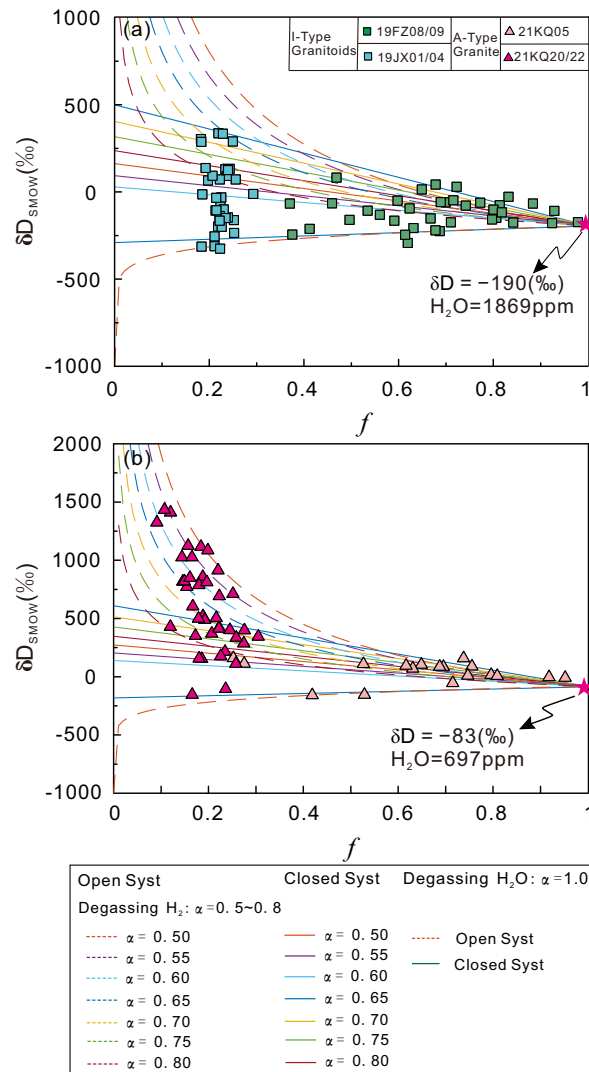 (a)
I-Type Granitoids
19FZ08/09
19JX01/04
A-Type Granite
21KQ05
21KQ20/22
1000
500
0
-500
-1000
δD SMOW (‰)
δD = −190(‰)
H₂O=1869ppm
0 0.2 0.4 0.6 0.8 1
f
(b)
2000
1500
1000
500
0
-500
-1000
δD SMOW (‰)
δD = −83(‰)
H₂O=697ppm
0 0.2 0.4 0.6 0.8 1
f
Open Syst Closed Syst Degassing H₂O: α=1.0
Degassing H₂: α=0.5~0.8
α= 0.50 α= 0.50 Open Syst
α= 0.55 α= 0.55 Closed Syst
α= 0.60 α= 0.60
α= 0.65 α= 0.65
α= 0.70 α= 0.70
α= 0.75 α= 0.75
α= 0.80 α= 0.80